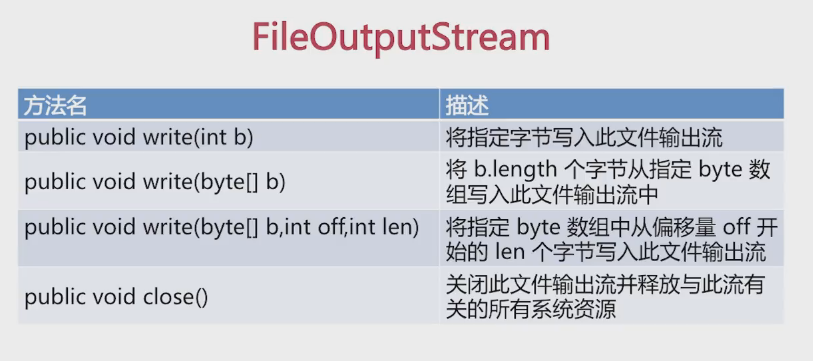 FileOutputStream
方法名 描述
public void write(int b) 将指定字节写入此文件输出流
public void write(byte[] b) 将 b.length 个字节从指定 byte 数
组写入此文件输出流中
public void write(byte[] b,int off,int len) 将指定 byte 数组中从偏移量 off 开
始的 len 个字节写入此文件输出流
public void close() 关闭此文件输出流并释放与此流有
关的所有系统资源